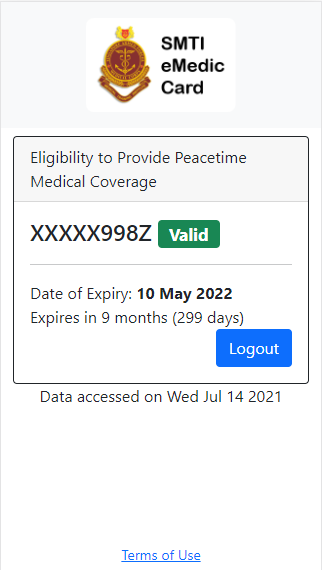 SMTI
eMedic
Card
Eligibility to Provide Peacetime
Medical Coverage
XXXXX998Z Valid
Date of Expiry: 10 May 2022
Expires in 9 months (299 days)
Logout
Data accessed on Wed Jul 14 2021
Terms of Use